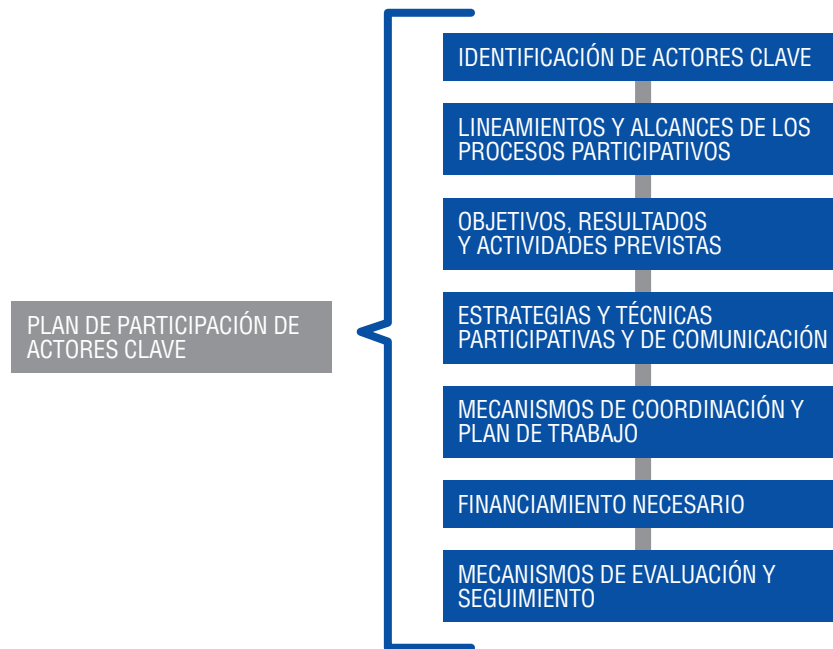 PLAN DE PARTICIPACIÓN DE
ACTORES CLAVE
IDENTIFICACIÓN DE ACTORES CLAVE
LINEAMIENTOS Y ALCANCES DE LOS
PROCESOS PARTICIPATIVOS
OBJETIVOS, RESULTADOS
Y ACTIVIDADES PREVISTAS
ESTRATEGIAS Y TÉCNICAS
PARTICIPATIVAS Y DE COMUNICACIÓN
MECANISMOS DE COORDINACIÓN Y
PLAN DE TRABAJO
FINANCIAMIENTO NECESARIO
MECANISMOS DE EVALUACIÓN Y
SEGUIMIENTO